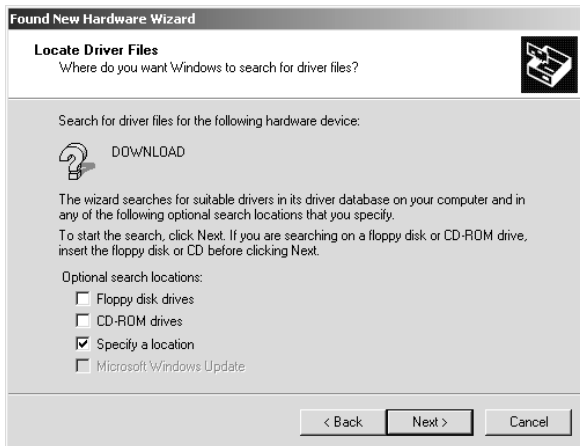 Found New Hardware Wizard
Locate Driver Files
Where do you want Windows to search for driver files?
Search for driver files for the following hardware device:
DOWNLOAD
The wizard searches for suitable drivers in its driver database on your computer and in
any of the following optional search locations that you specify.
To start the search, click Next. If you are searching on a floppy disk or CD-ROM drive,
insert the floppy disk or CD before clicking Next.
Optional search locations:
Floppy disk drives
CD-ROM drives
Specify a location
Microsoft Windows Update
< Back Next > Cancel